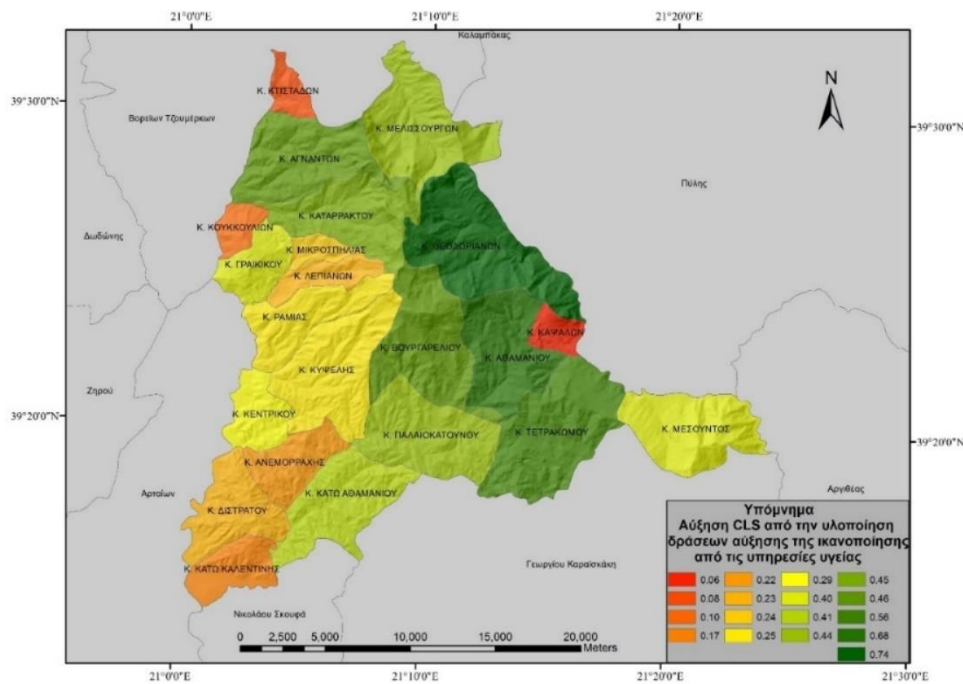 21°0'0"E 21°10'0"E 21°20'0"E
Καλαμπάκας
N
39°30'0"N
39°30'0"N
Κ. ΚΤΙΣΤΑΔΩΝ
Βορείων Τζουμέρκων
Κ. ΜΕΛΙΣΣΟΥΡΓΩΝ
Κ. ΑΓΝΑΝΤΩΝ
Πύλης
Κ. ΚΑΤΑΡΡΑΚΤΟΥ
Κ. ΚΟΥΚΚΟΥΛΙΩΝ
Δωδώνης
Κ. ΘΕΟΔΩΡΙΑΝΩΝ
Κ. ΜΙΚΡΟΣΠΗΛΙΑΣ
Κ. ΓΡΑΙΚΙΚΟΥ
Κ. ΛΕΠΙΑΝΩΝ
Κ. ΡΑΜΙΑΣ
Κ. ΚΑΨΑΛΩΝ
Κ. ΒΟΥΡΓΑΡΕΛΙΟΥ
Κ. ΑΘΑΜΑΝΙΟΥ
Κ. ΚΥΨΕΛΗΣ
Ζηρού
39°20'0"N
Κ. ΚΕΝΤΡΙΚΟΥ
Κ. ΜΕΣΟΥΝΤΟΣ
Κ. ΠΑΛΑΙΟΚΑΤΟΥΝΟΥ
Κ. ΤΕΤΡΑΚΩΜΟΥ
39°20'0"N
Κ. ΑΝΕΜΟΡΡΑΧΗΣ
Αρταίων
Κ. ΚΑΤΩ ΑΘΑΜΑΝΙΟΥ
Αργιθέας
Κ. ΔΙΣΤΡΑΤΟΥ
Υπόμνημα
Αύξηση CLS από την υλοποίηση
δράσεων αύξησης της ικανοποίησης
από τις υπηρεσίες υγείας
Γεωργίου Καραϊσκάκη
Κ. ΚΑΤΩ ΚΑΛΕΝΤΙΝΗΣ
0.06 0.22 0.29 0.45
0.08 0.23 0.40 0.46
0.10 0.24 0.41 0.56
0.17 0.25 0.44 0.68
0.74
Νικολάου Σκουφά
0 2,500 5,000 10,000 15,000 20,000
Meters
21°0'0"E 21°10'0"E 21°20'0"E 21°30'0"E